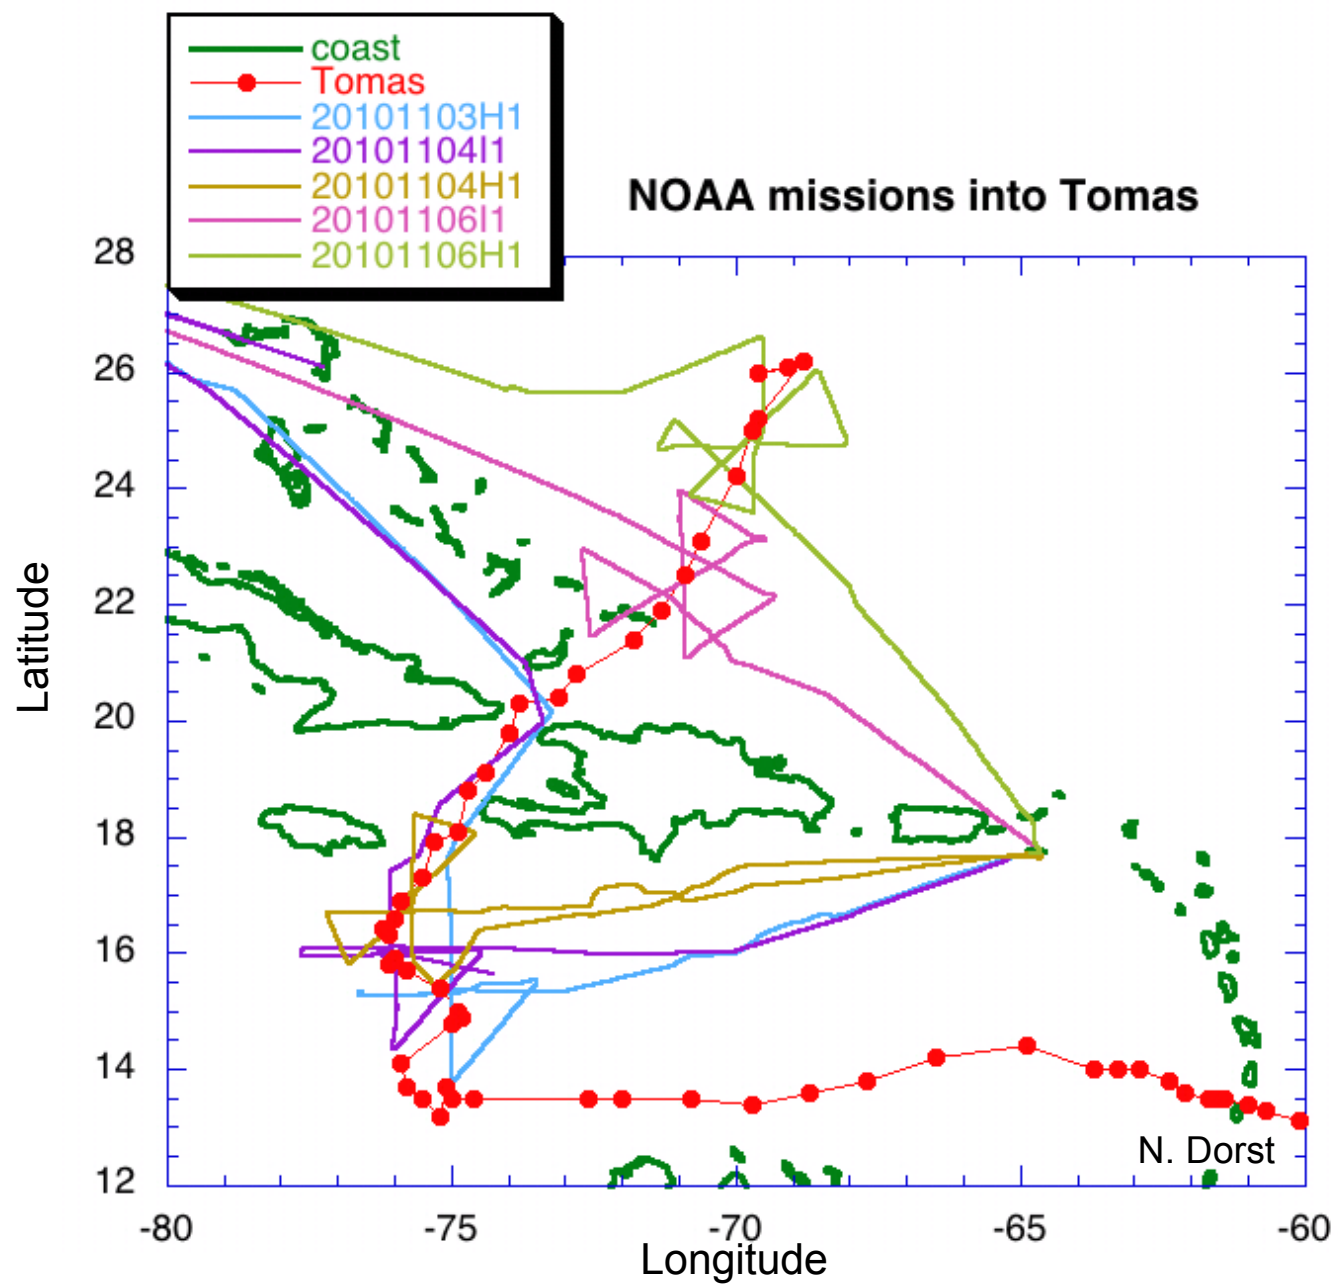 coast
Tomas
20101103H1
20101104I1
20101104H1
20101106I1
20101106H1
NOAA missions into Tomas
28
26
24
22
20
18
16
14
12
Latitude
N. Dorst
-80 -75 -70 -65 -60
Longitude